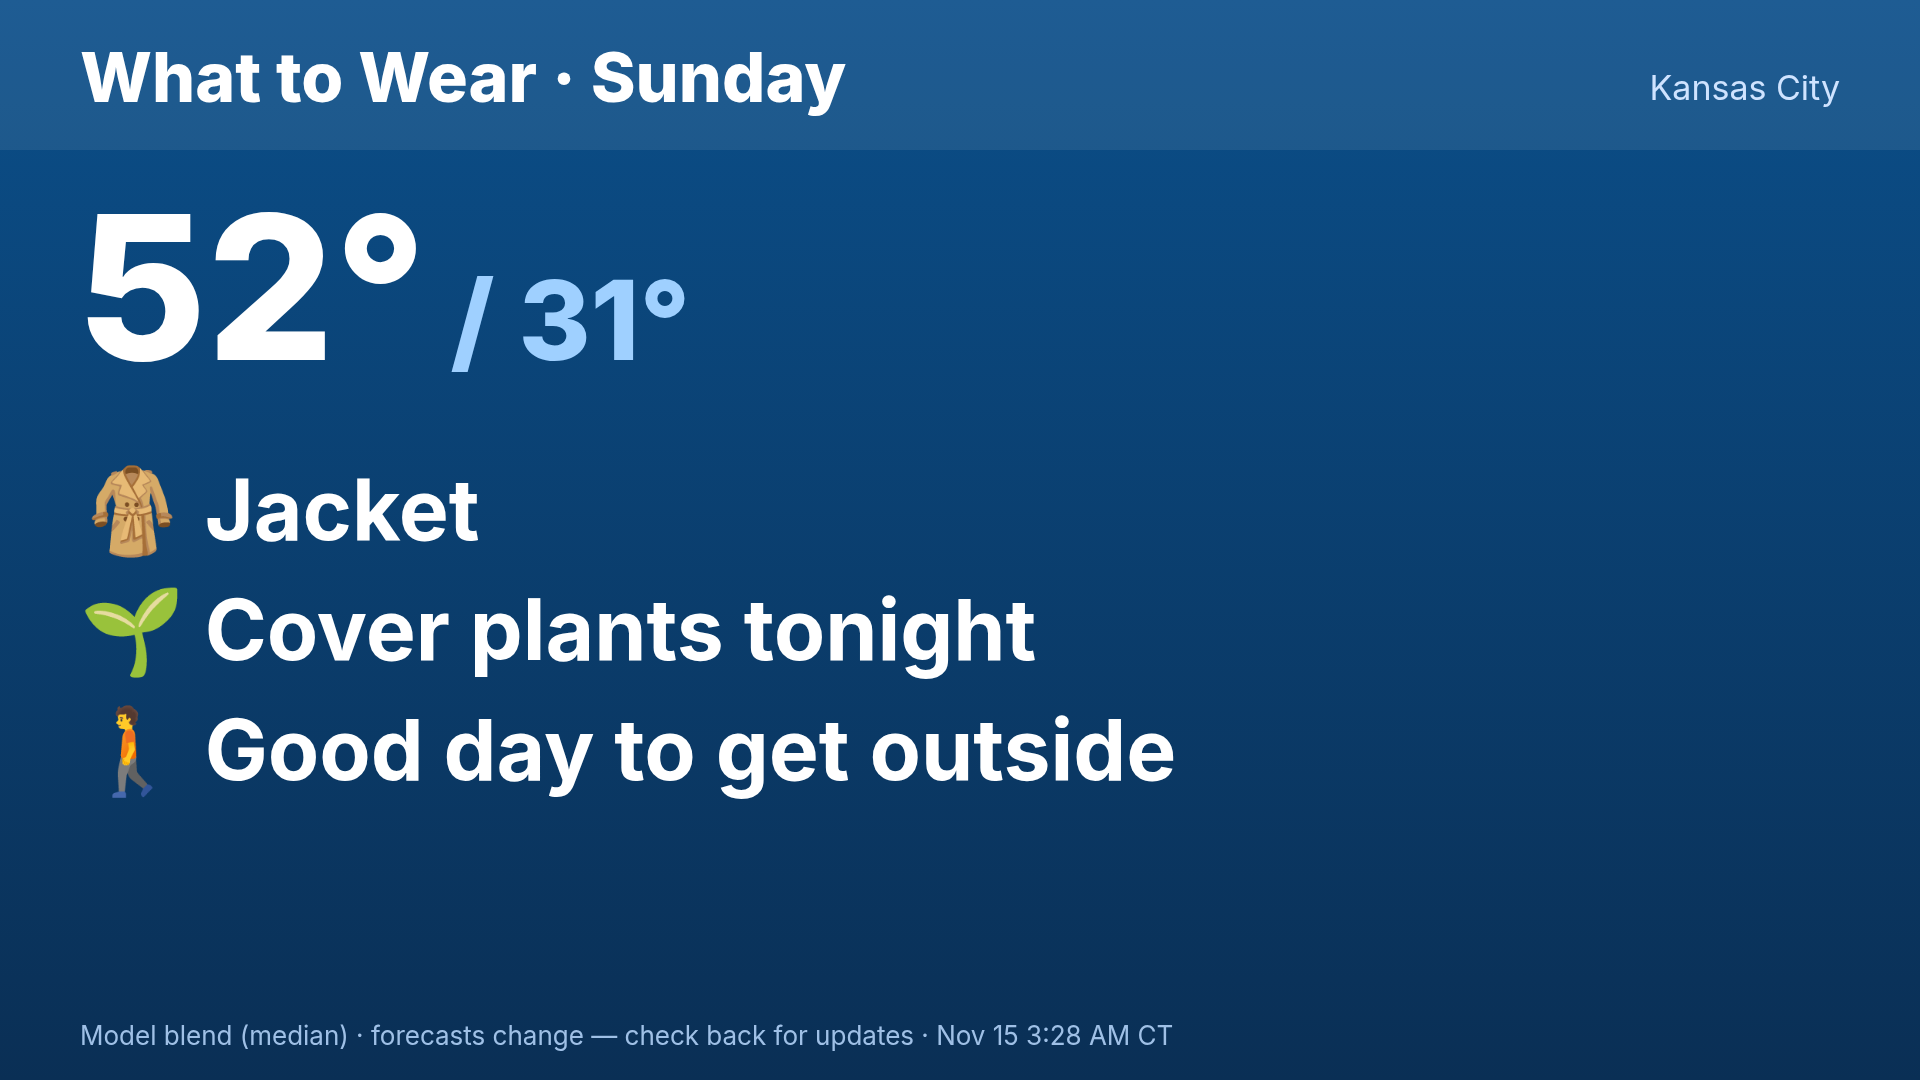 What to Wear · Sunday
Kansas City
52° / 31°
Jacket
Cover plants tonight
Good day to get outside
Model blend (median) · forecasts change — check back for updates · Nov 15 3:28 AM CT